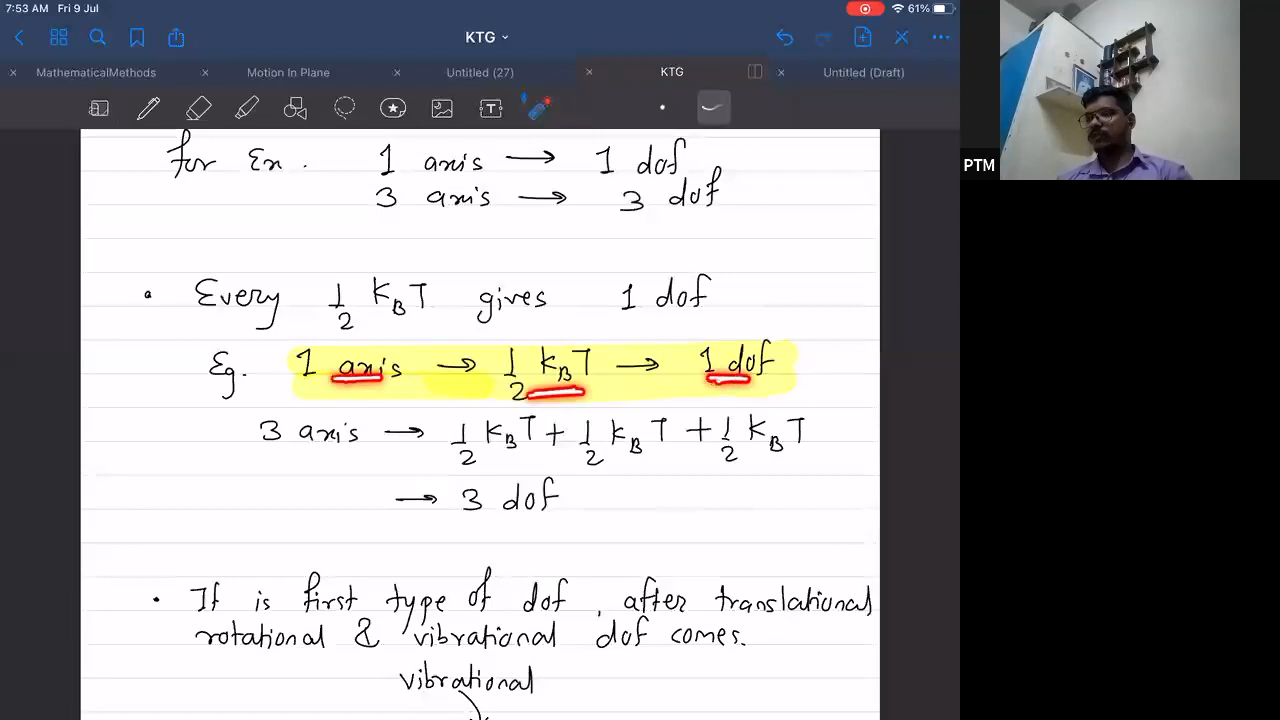 7:53 AM Fri 9 Jul
61%
KTG
MathematicalMethods
Motion In Plane
Untitled (27)
KTG
Untitled (Draft)
PTM
for Ex. 1 axis → 1 dof
3 axis → 3 dof
• Every 1/2 KBT gives 1 dof
Eg. 1 axis → 1/2 KBT → 1 dof
3 axis → 1/2 KBT + 1/2 KBT + 1/2 KBT
→ 3 dof
• If is first type of dof, after translational
rotational & vibrational dof comes.
vibrational